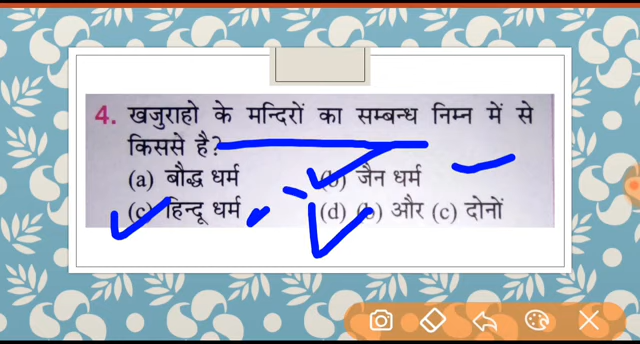 4. खजुराहो के मन्दिरों का सम्बन्ध निम्न में से
किससे है?
(a) बौद्ध धर्म (b) जैन धर्म
(c) हिन्दू धर्म (d) (b) और (c) दोनों